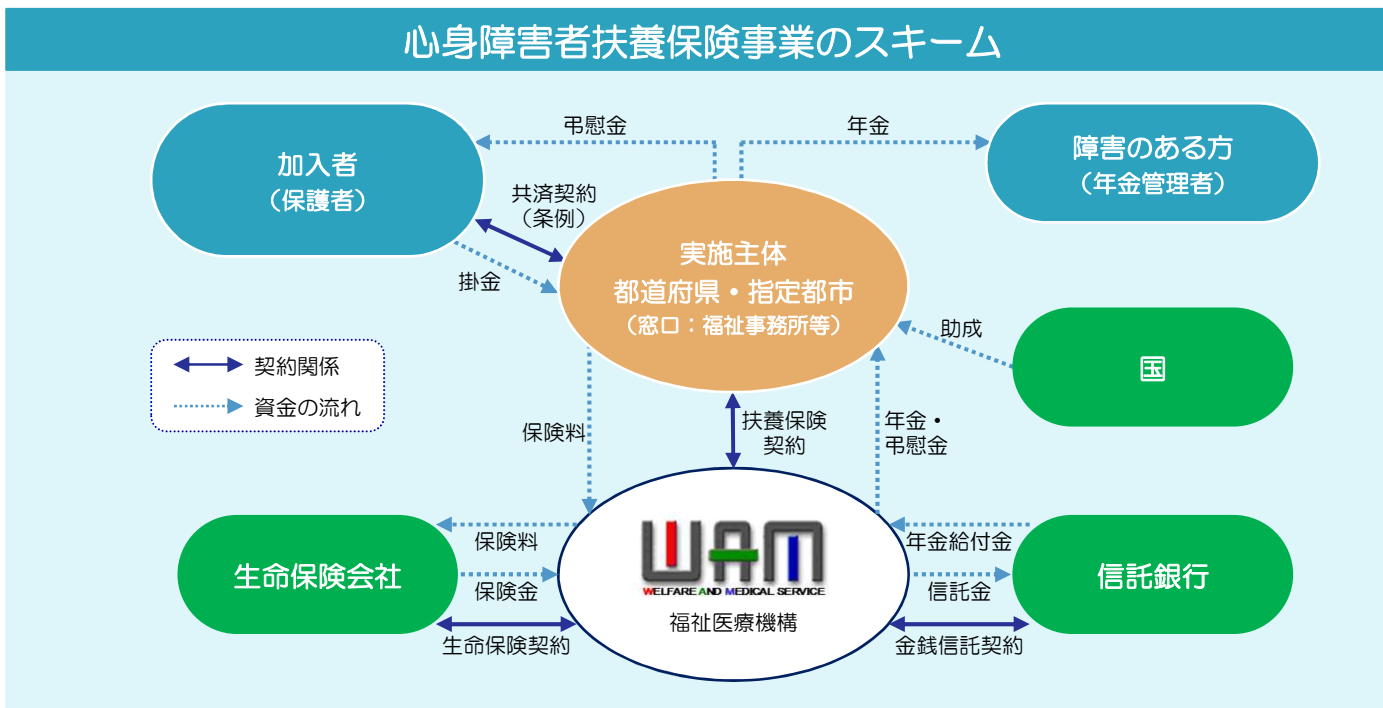 心身障害者扶養保険事業のスキーム
弔慰金
年金
加入者
（保護者）
障害のある方
（年金管理者）
共済契約
（条例）
掛金
実施主体
都道府県・指定都市
（窓口：福祉事務所等）
助成
国
契約関係
資金の流れ
保険料
扶養保険
契約
年金・
弔慰金
生命保険会社
保険料
保険金
生命保険契約
WAM
WELFARE AND MEDICAL SERVICE
福祉医療機構
年金給付金
信託金
金銭信託契約
信託銀行